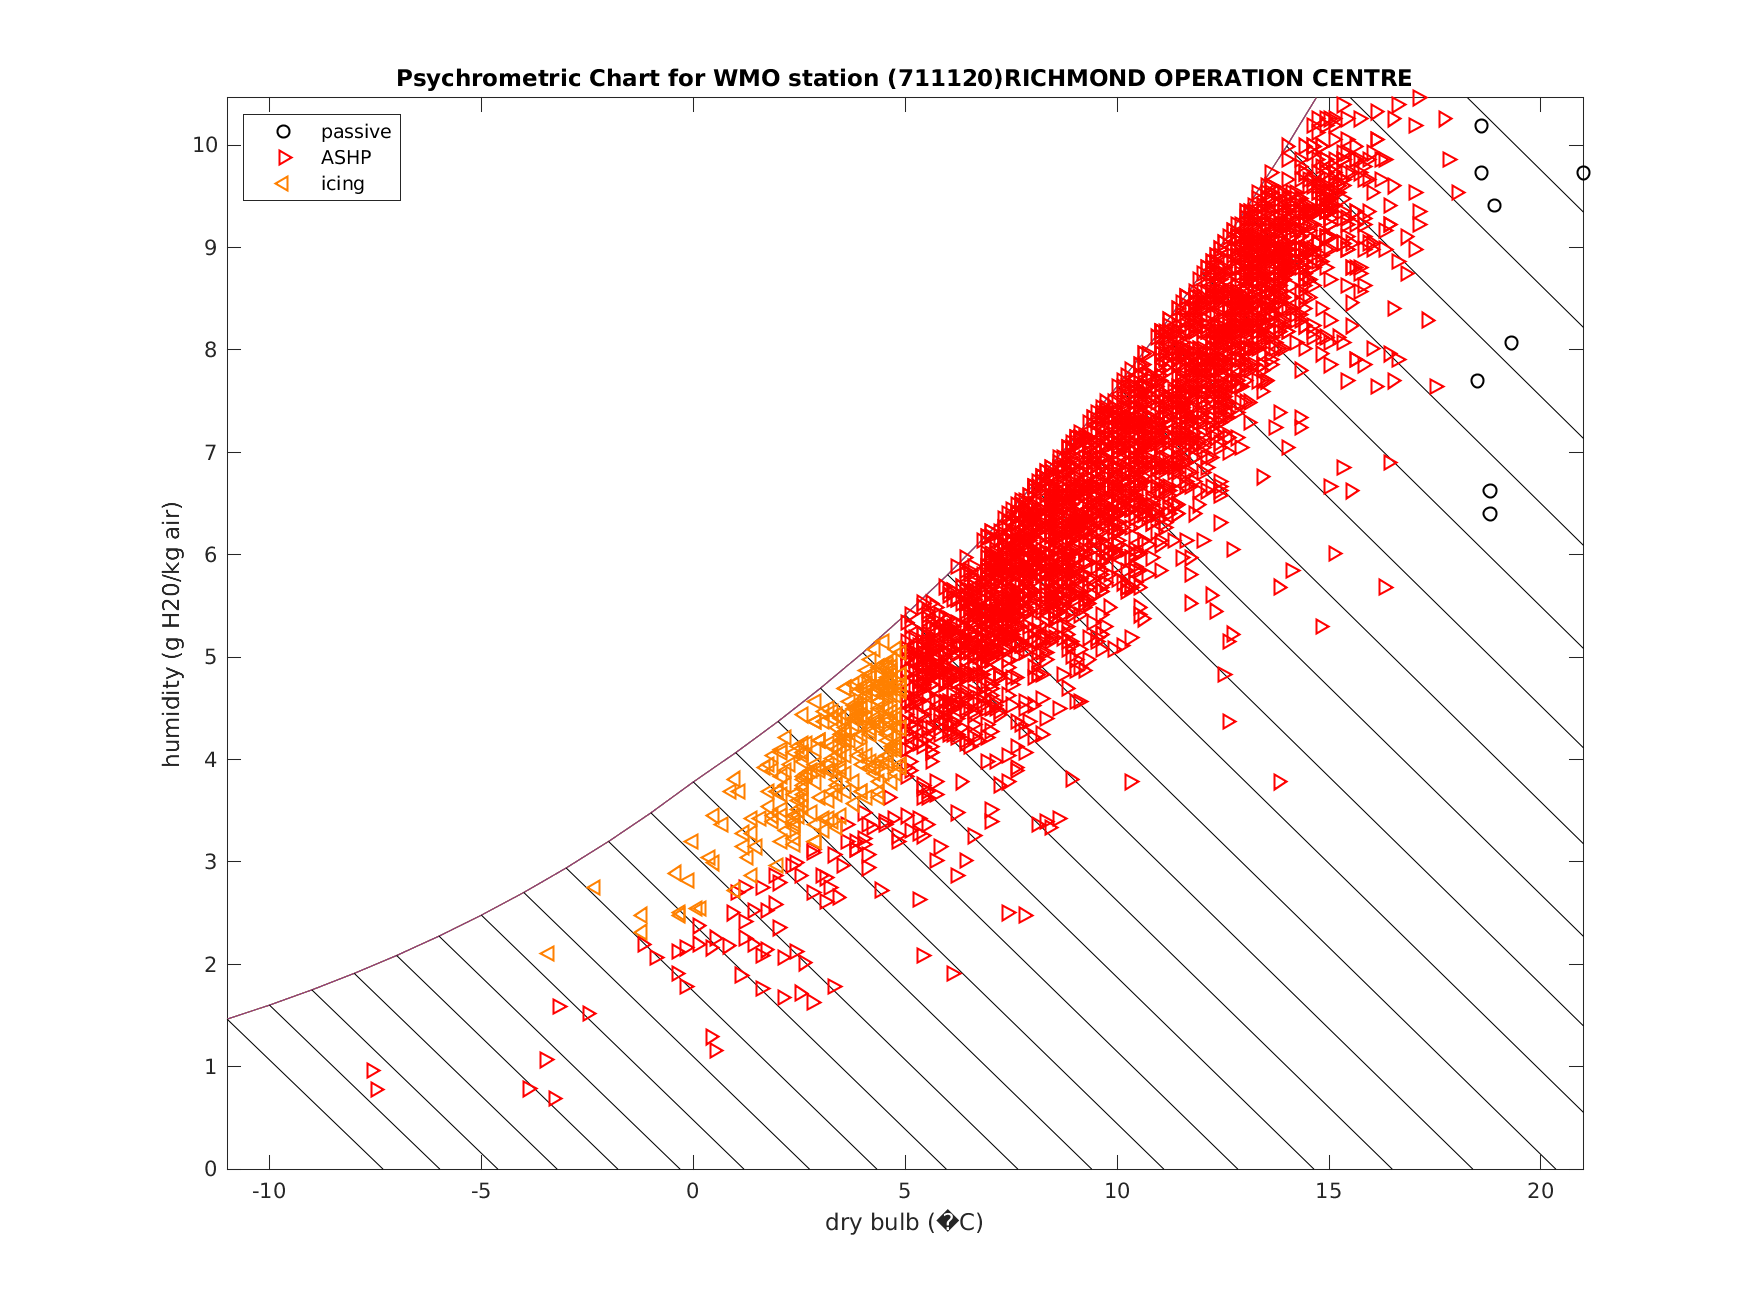 Psychrometric Chart for WMO station (711120)RICHMOND OPERATION CENTRE
passive
ASHP
icing
10
9
8
7
6
5
4
3
2
1
0
humidity (g H20/kg air)
-10 -5 0 5 10 15 20
dry bulb (�C)